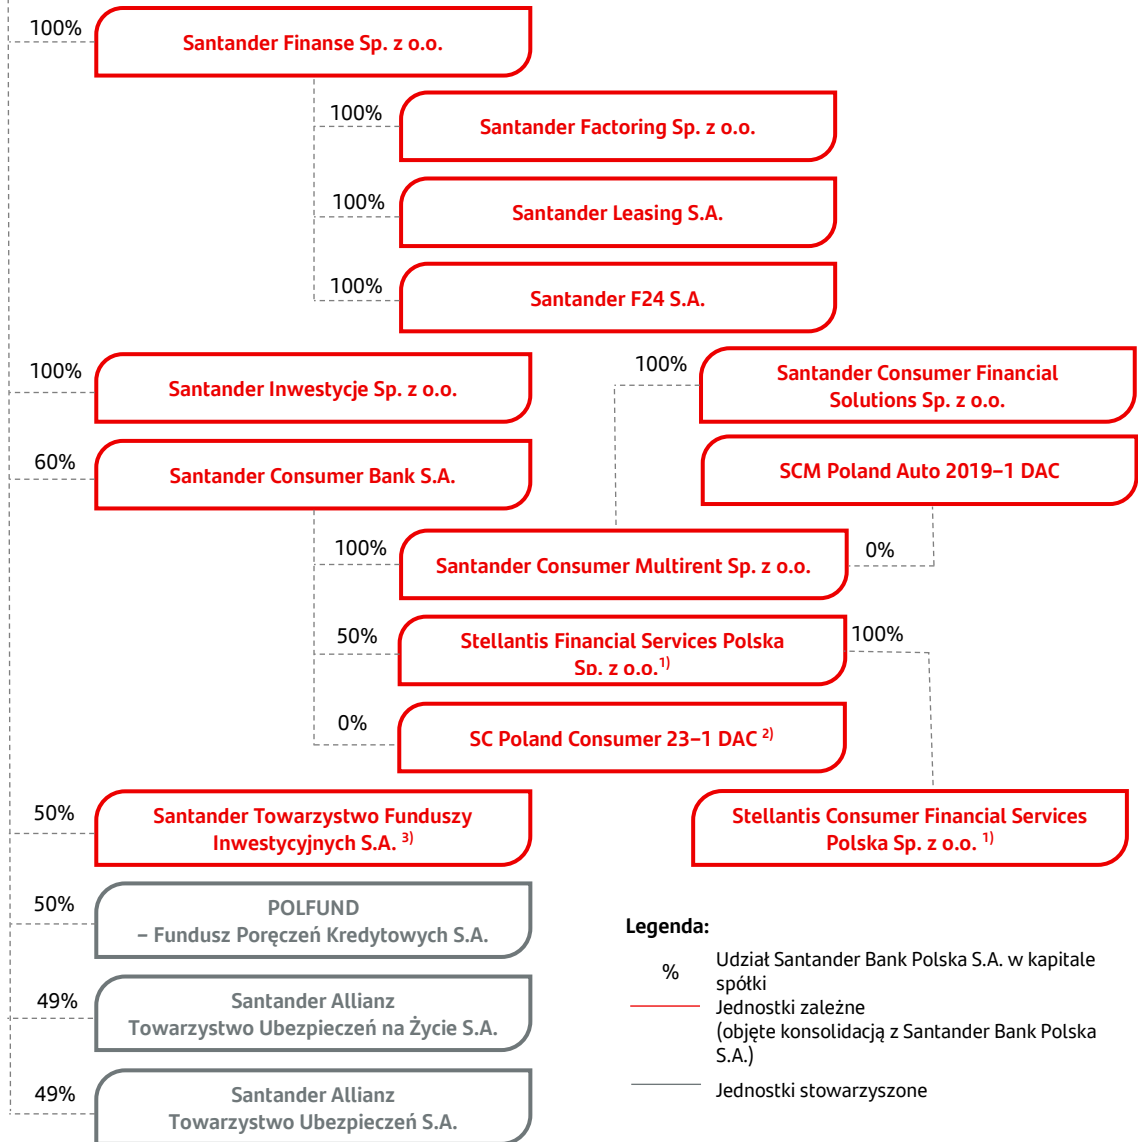 100%
Santander Finanse Sp. z o.o.
100%
Santander Factoring Sp. z o.o.
100%
Santander Leasing S.A.
100%
Santander F24 S.A.
100%
Santander Inwestycje Sp. z o.o.
100%
Santander Consumer Financial
Solutions Sp. z o.o.
60%
Santander Consumer Bank S.A.
SCM Poland Auto 2019–1 DAC
100%
Santander Consumer Multirent Sp. z o.o.
0%
50%
Stellantis Financial Services Polska
Sp. z o.o.1)
100%
0%
SC Poland Consumer 23–1 DAC 2)
50%
Santander Towarzystwo Funduszy
Inwestycyjnych S.A. 3)
Stellantis Consumer Financial Services
Polska Sp. z o.o. 1)
50%
POLFUND
– Fundusz Poręczeń Kredytowych S.A.
49%
Santander Allianz
Towarzystwo Ubezpieczeń na Życie S.A.
49%
Santander Allianz
Towarzystwo Ubezpieczeń S.A.
Legenda:
% Udział Santander Bank Polska S.A. w kapitale
spółki
Jednostki zależne
(objęte konsolidacją z Santander Bank Polska
S.A.)
Jednostki stowarzyszone